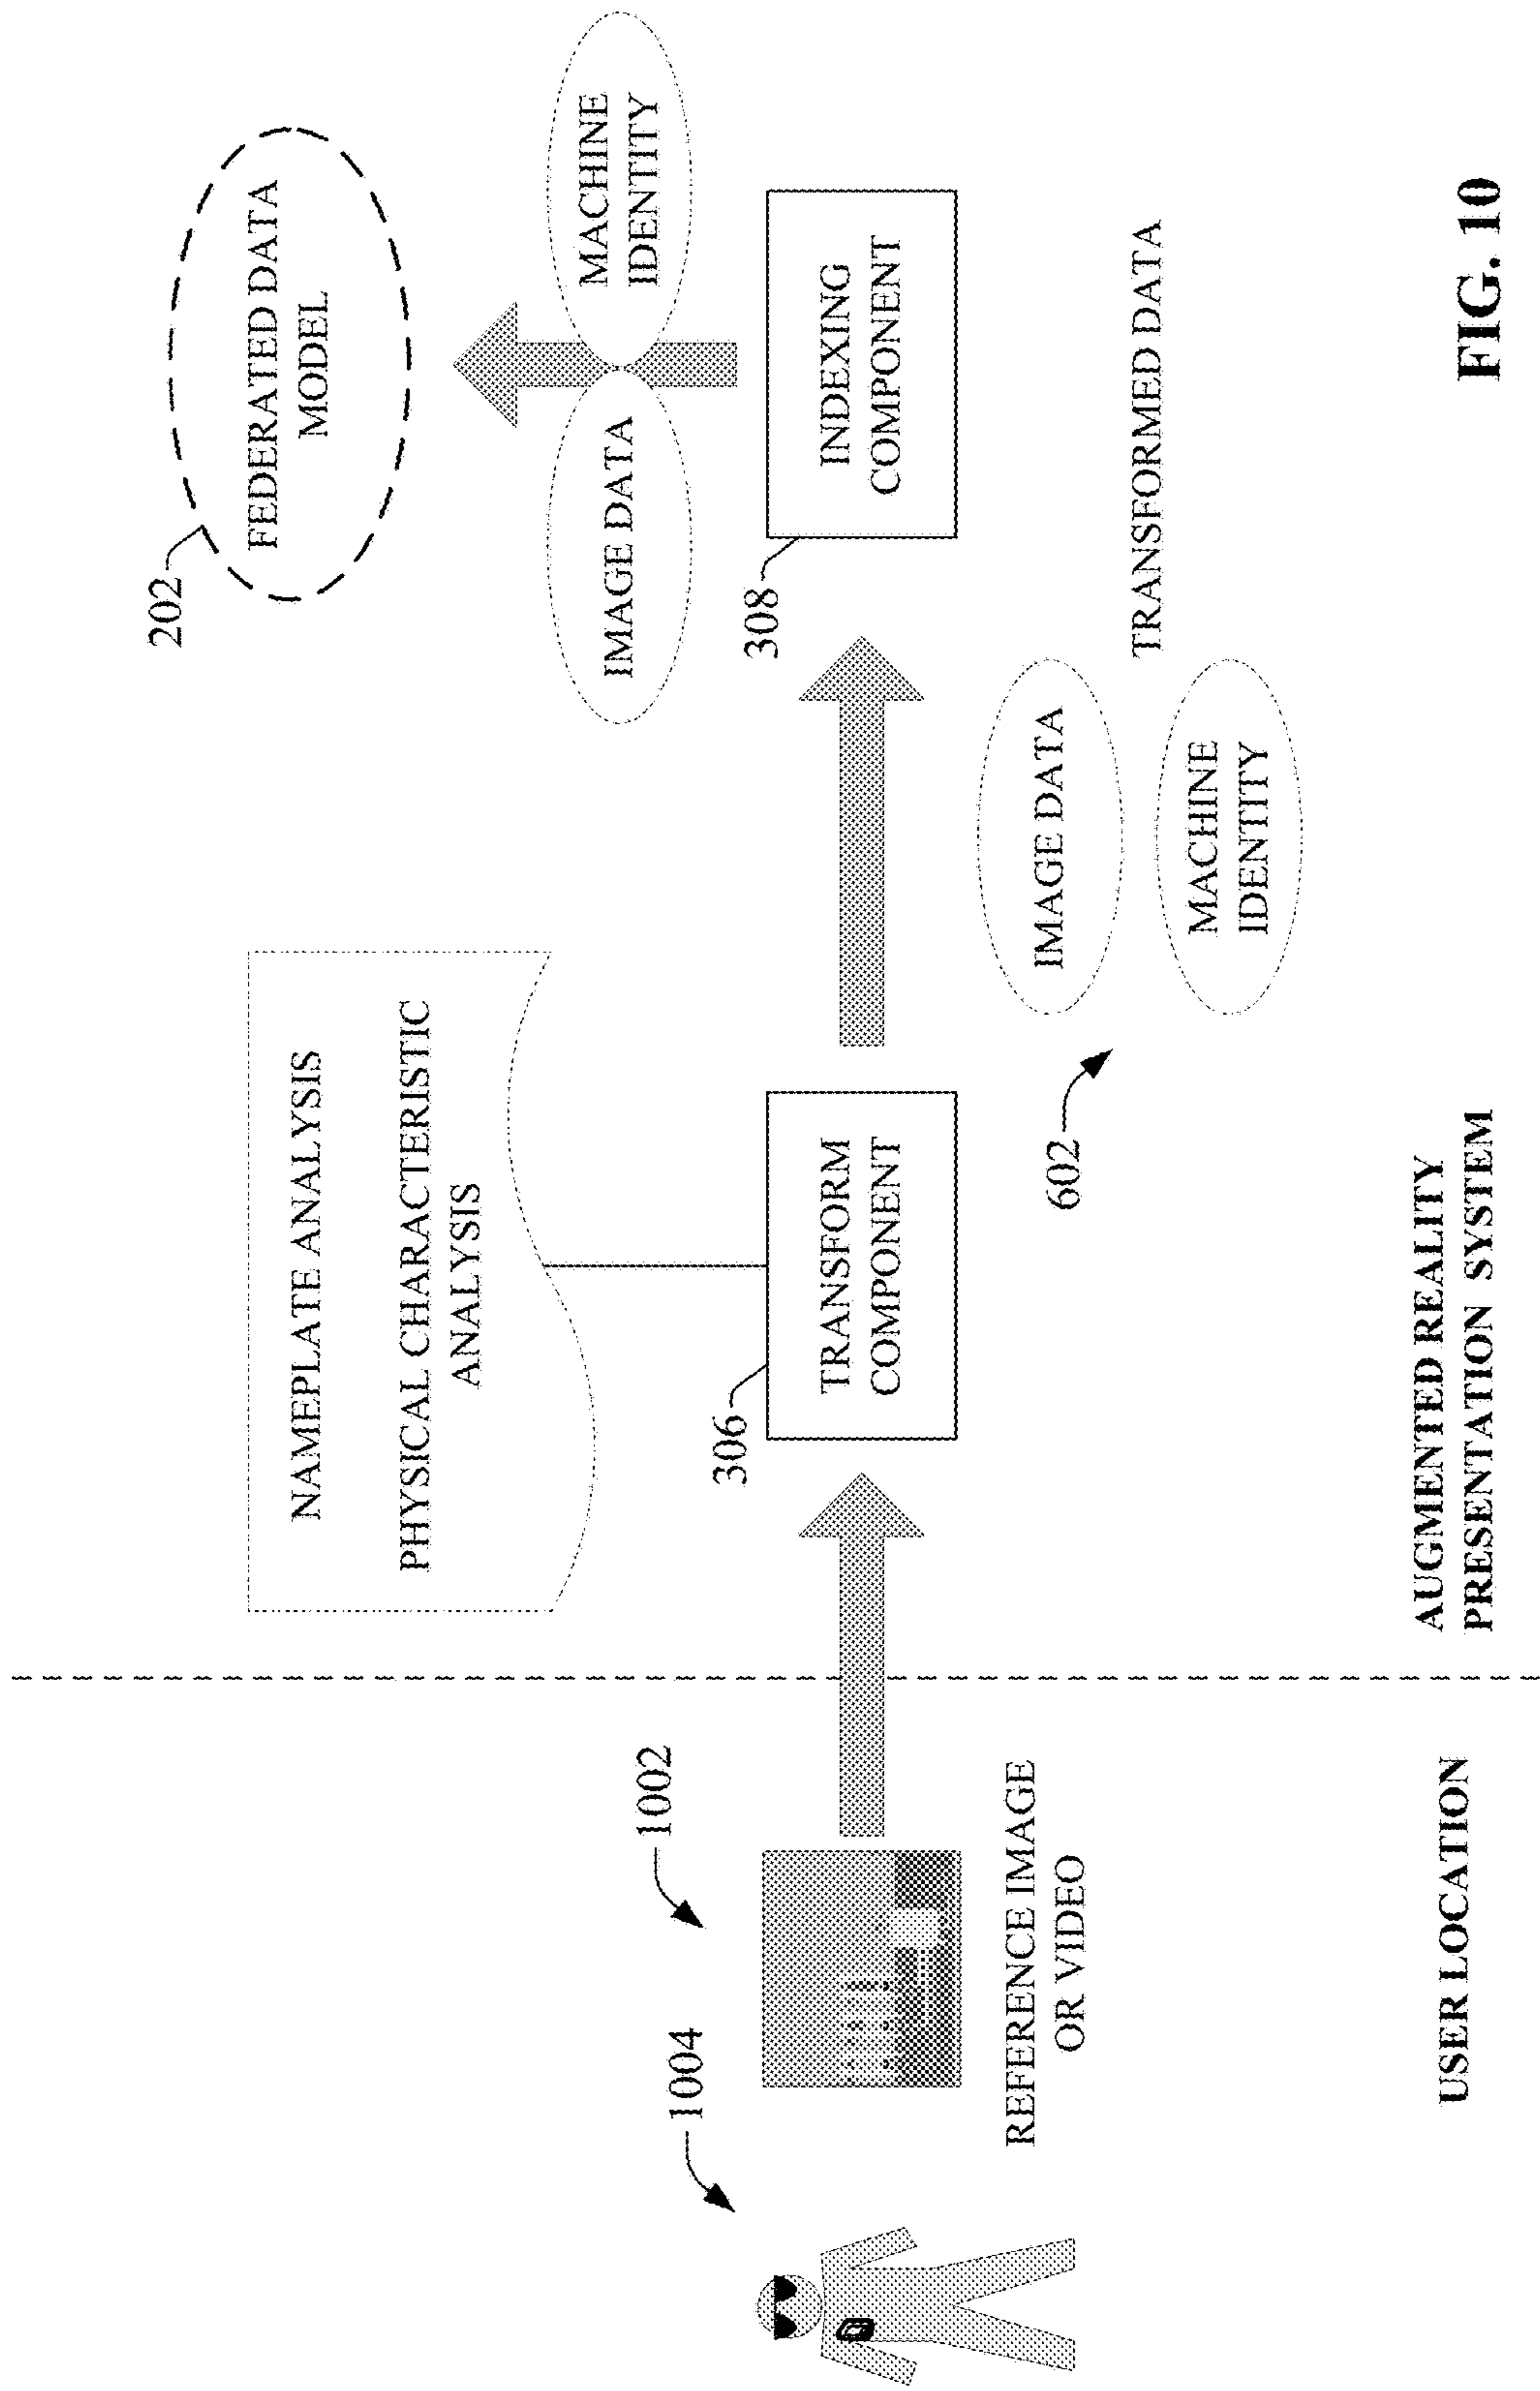 202
FEDERATED DATA
MODEL
NAMEPLATE ANALYSIS
PHYSICAL CHARACTERISTIC
ANALYSIS
IMAGE DATA
MACHINE
IDENTITY
1004
1002
306
308
TRANSFORM
COMPONENT
INDEXING
COMPONENT
REFERENCE IMAGE
OR VIDEO
602
IMAGE DATA
MACHINE
IDENTITY
TRANSFORMED DATA
USER LOCATION
AUGMENTED REALITY
PRESENTATION SYSTEM
FIG. 10